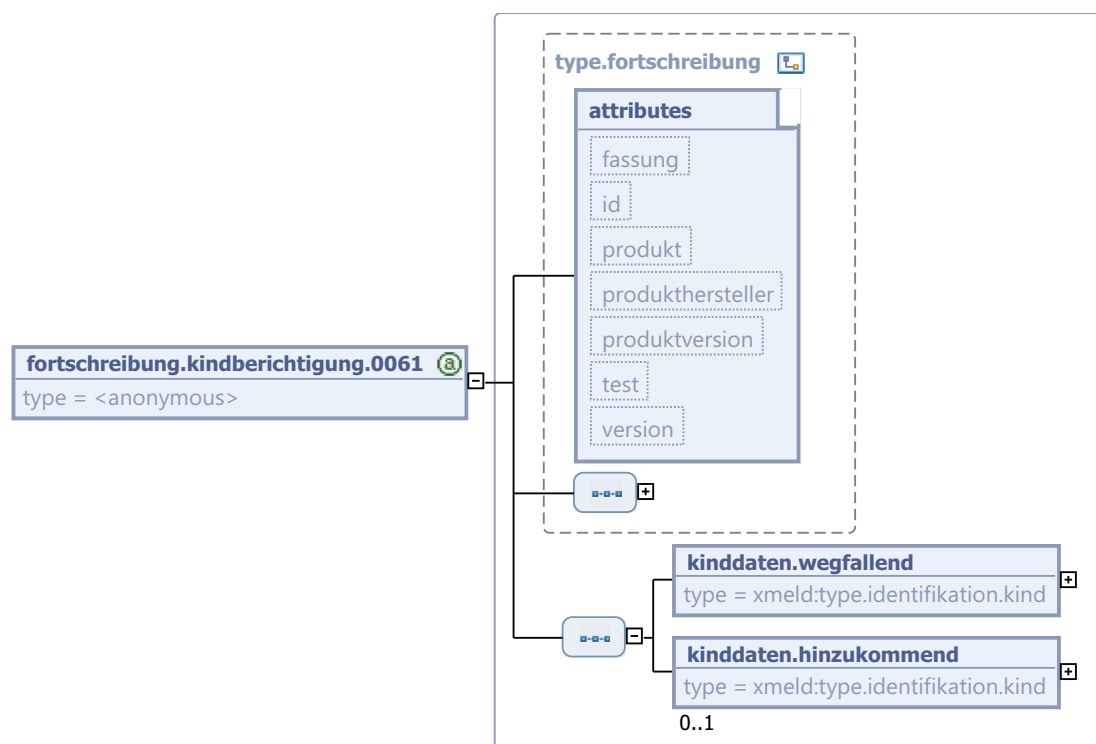 type.fortschreibung
attributes
fassung
id
produkt
produkthersteller
produktversion
test
version
fortschreibung.kindberichtigung.0061 a
type = <anonymous>
kinddaten.wegfallend
type = xmeld:type.identifikation.kind
kinddaten.hinzukommend
type = xmeld:type.identifikation.kind
0..1